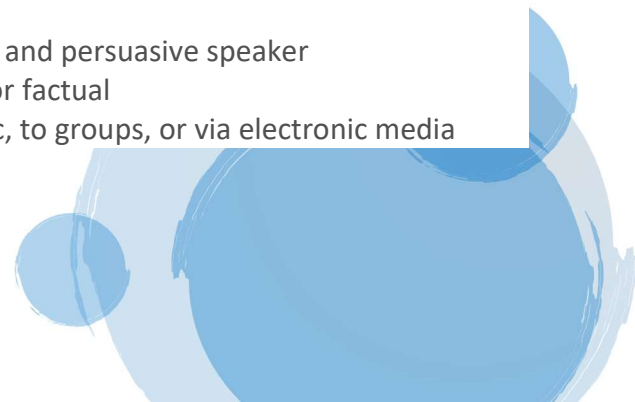 and persuasive speaker
or factual
, to groups, or via electronic media